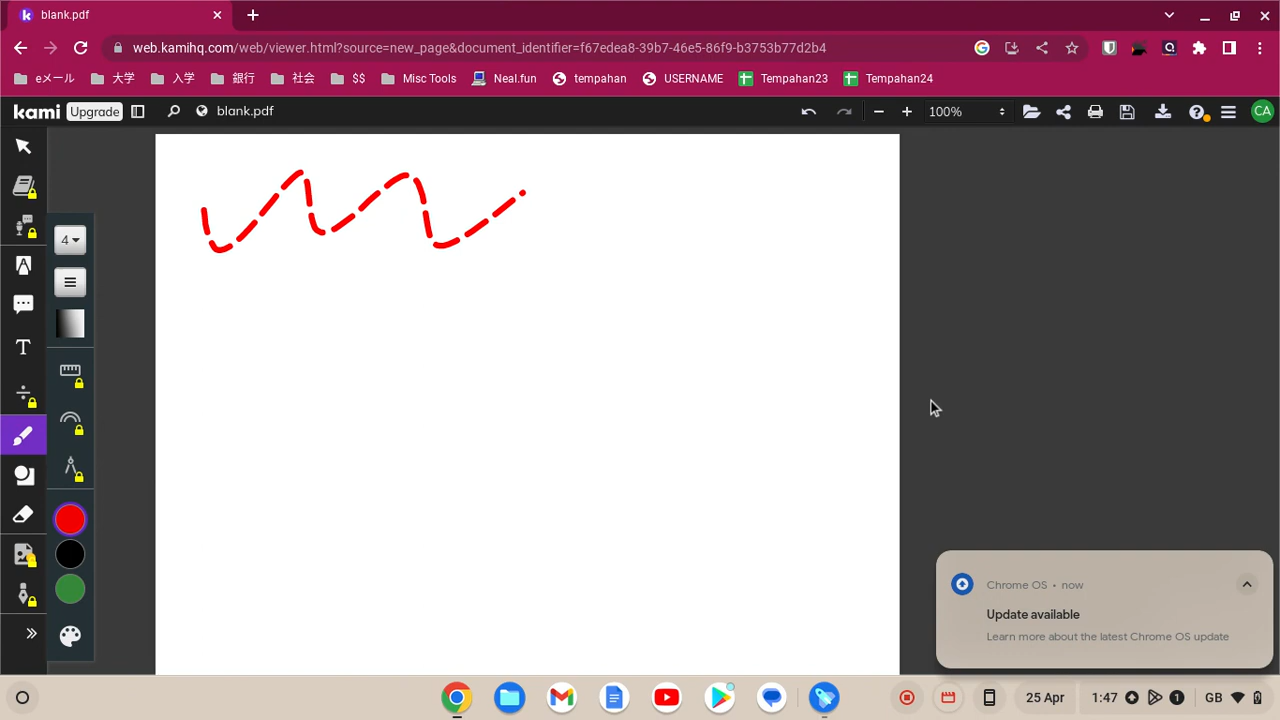 blank.pdf
web.kamihq.com/web/viewer.html?source=new_page&document_identifier=f67edea8-39b7-46e5-86f9-b3753b77d2b4
eメール 大学 入学 銀行 社会 $$ Misc Tools Neal.fun tempahan USERNAME Tempahan23 Tempahan24
kami Upgrade blank.pdf 100% CA
4
T
Chrome OS • now
Update available
Learn more about the latest Chrome OS update
25 Apr 1:47 1 GB